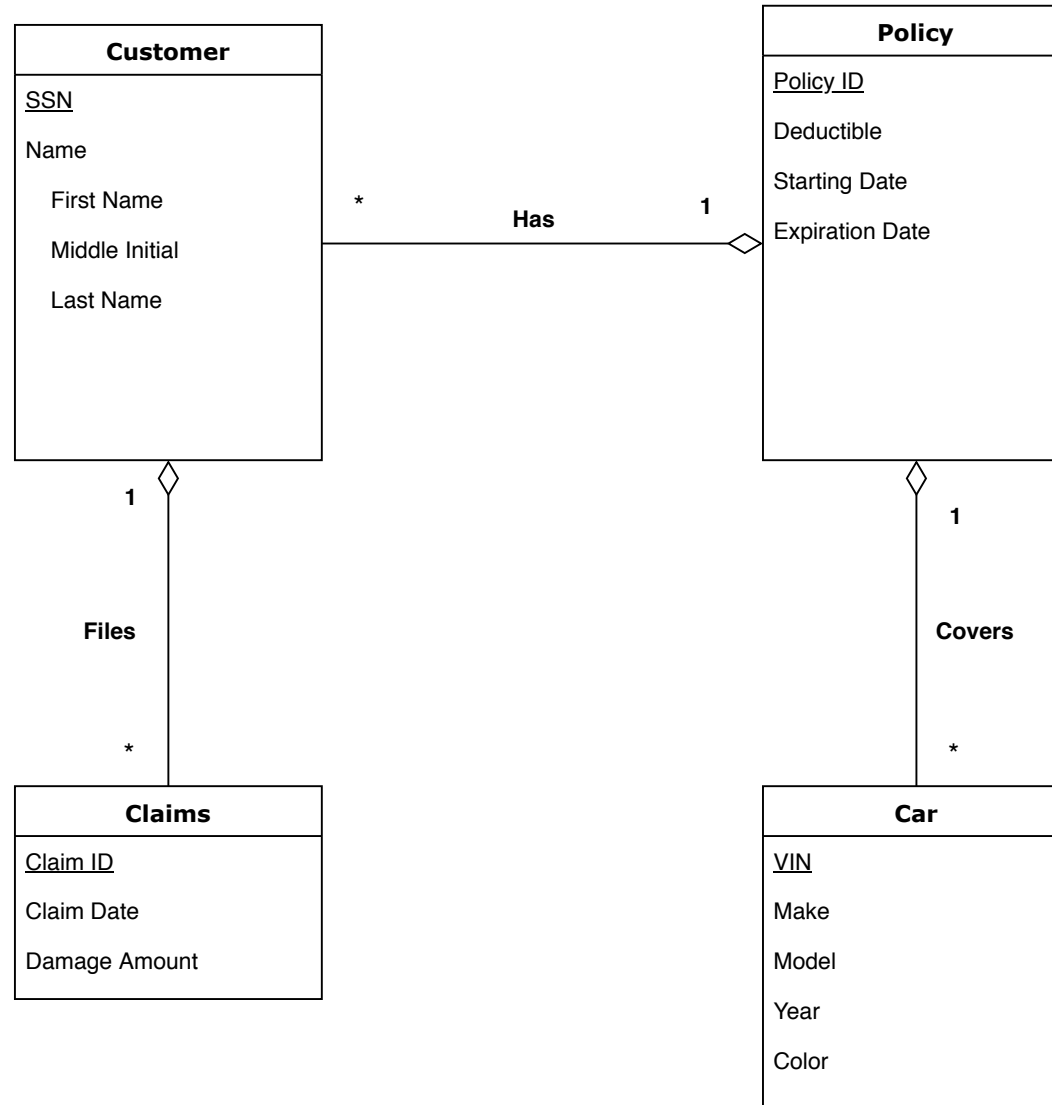 Customer
SSN
Name
First Name
Middle Initial
Last Name
*
Has
1
Policy
Policy ID
Deductible
Starting Date
Expiration Date
1
Files
*
1
Covers
*
Claims
Claim ID
Claim Date
Damage Amount
Car
VIN
Make
Model
Year
Color